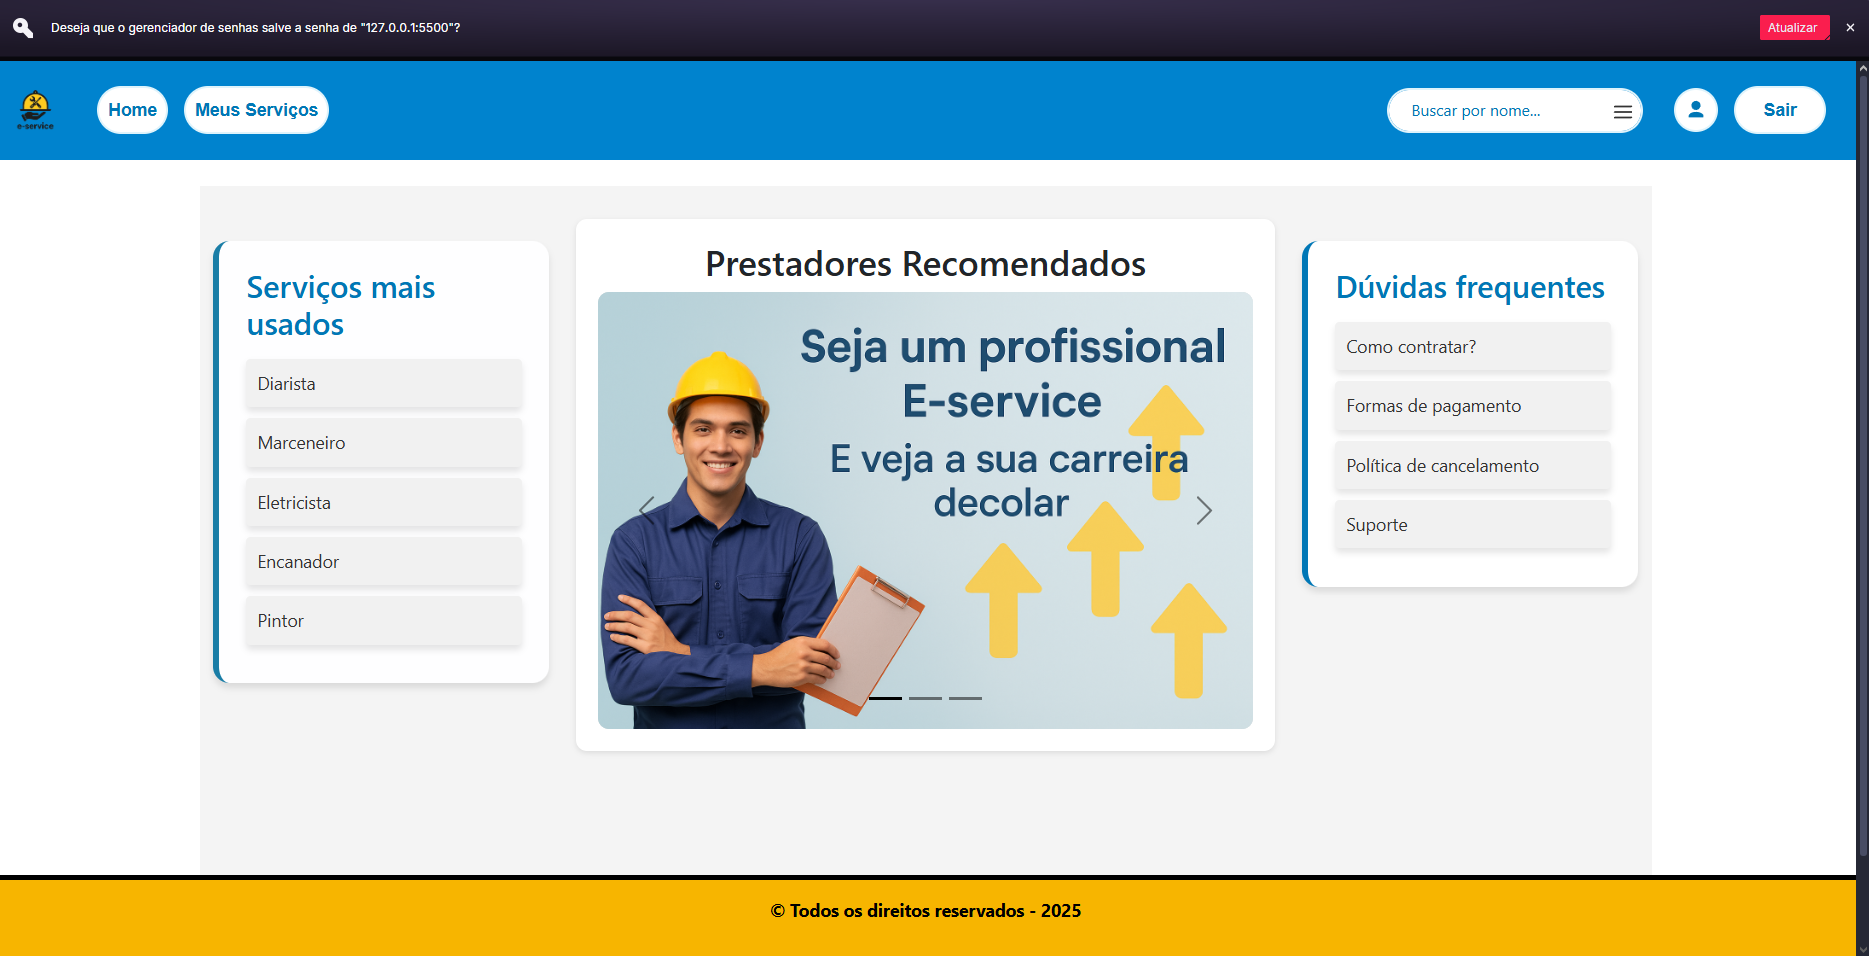 Deseja que o gerenciador de senhas salve a senha de "127.0.0.1:5500"?
Atualizar
e-service
Home
Meus Serviços
Buscar por nome...
Sair
Serviços mais
usados
Diarista
Marceneiro
Eletricista
Encanador
Pintor
Prestadores Recomendados
Seja um profissional
E-service
E veja a sua carreira
decolar
Dúvidas frequentes
Como contratar?
Formas de pagamento
Política de cancelamento
Suporte
© Todos os direitos reservados - 2025